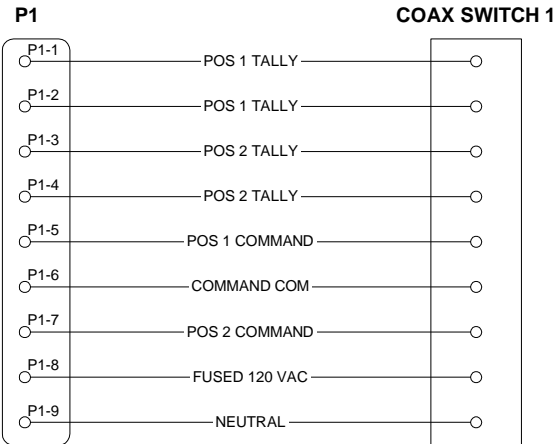 P1 COAX SWITCH 1
P1-1 POS 1 TALLY
P1-2 POS 1 TALLY
P1-3 POS 2 TALLY
P1-4 POS 2 TALLY
P1-5 POS 1 COMMAND
P1-6 COMMAND COM
P1-7 POS 2 COMMAND
P1-8 FUSED 120 VAC
P1-9 NEUTRAL